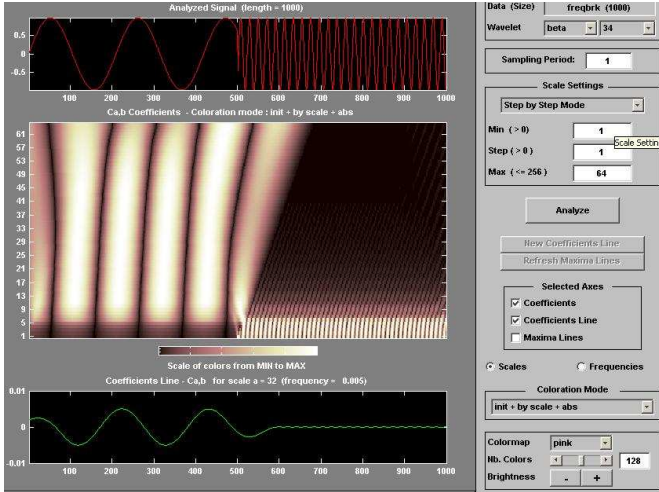 Analyzed Signal (length = 1000)
0.5
0
-0.5
100 200 300 400 500 600 700 800 900 1000
Ca,b Coefficients - Coloration mode : init + by scale + abs
61
57
53
49
45
41
37
33
29
25
21
17
13
9
5
1
100 200 300 400 500 600 700 800 900 1000
Scale of colors from MIN to MAX
Coefficients Line - Ca,b for scale a = 32 (frequency = 0.005)
0.01
0
-0.01
100 200 300 400 500 600 700 800 900 1000
Data (Size) freqbrk (1000)
Wavelet beta 34
Sampling Period: 1
Scale Settings
Step by Step Mode
Min ( > 0) 1
Scale Settin
Step ( > 0 ) 1
Max ( <= 256 ) 64
Analyze
New Coefficients Line
Refresh Maxima Lines
Selected Axes
Coefficients
Coefficients Line
Maxima Lines
Scales Frequencies
Coloration Mode
init + by scale + abs
Colormap pink
Nb. Colors 128
Brightness - +